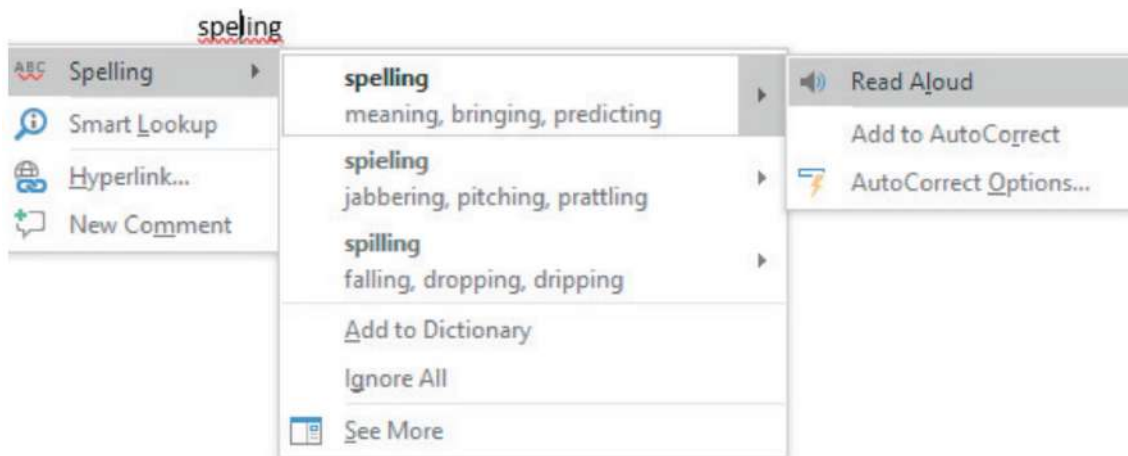 speling
ABC Spelling
Smart Lookup
Hyperlink...
New Comment
spelling
meaning, bringing, predicting
spieling
jabbering, pitching, prattling
spilling
falling, dropping, dripping
Add to Dictionary
Ignore All
See More
Read Aloud
Add to AutoCorrect
AutoCorrect Options...